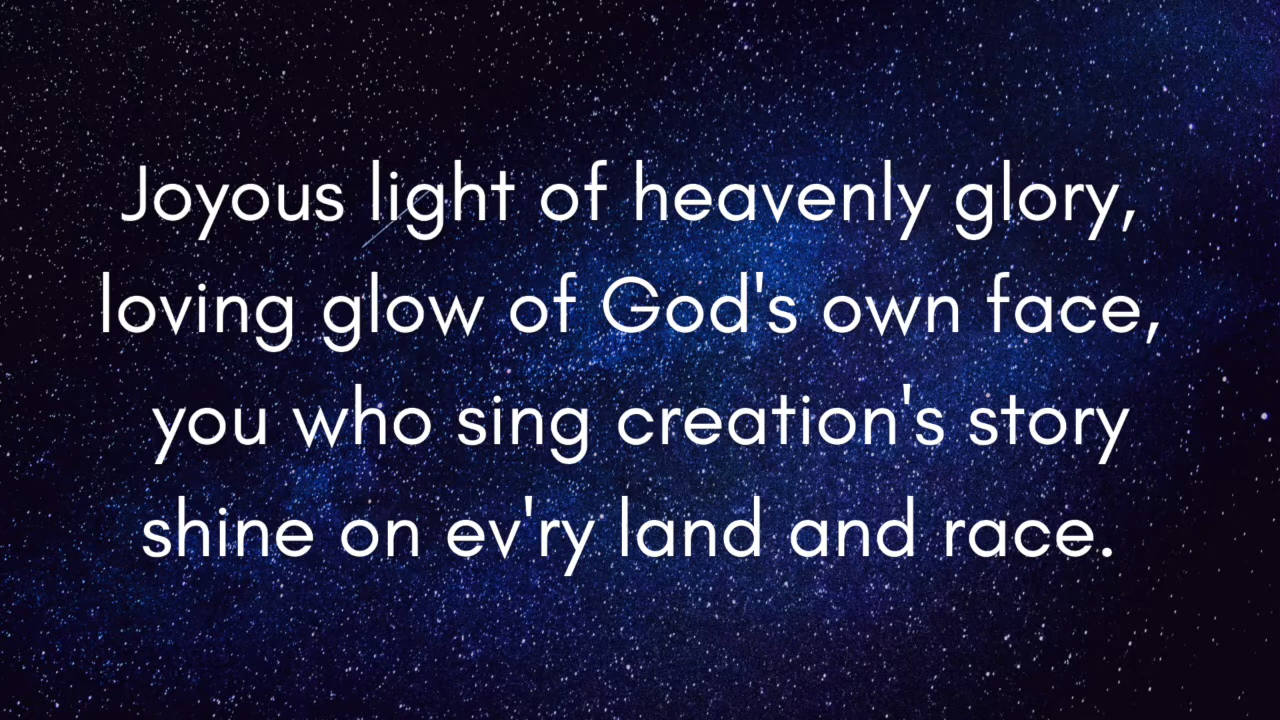 Joyous light of heavenly glory,
loving glow of God's own face,
you who sing creation's story
shine on ev'ry land and race.